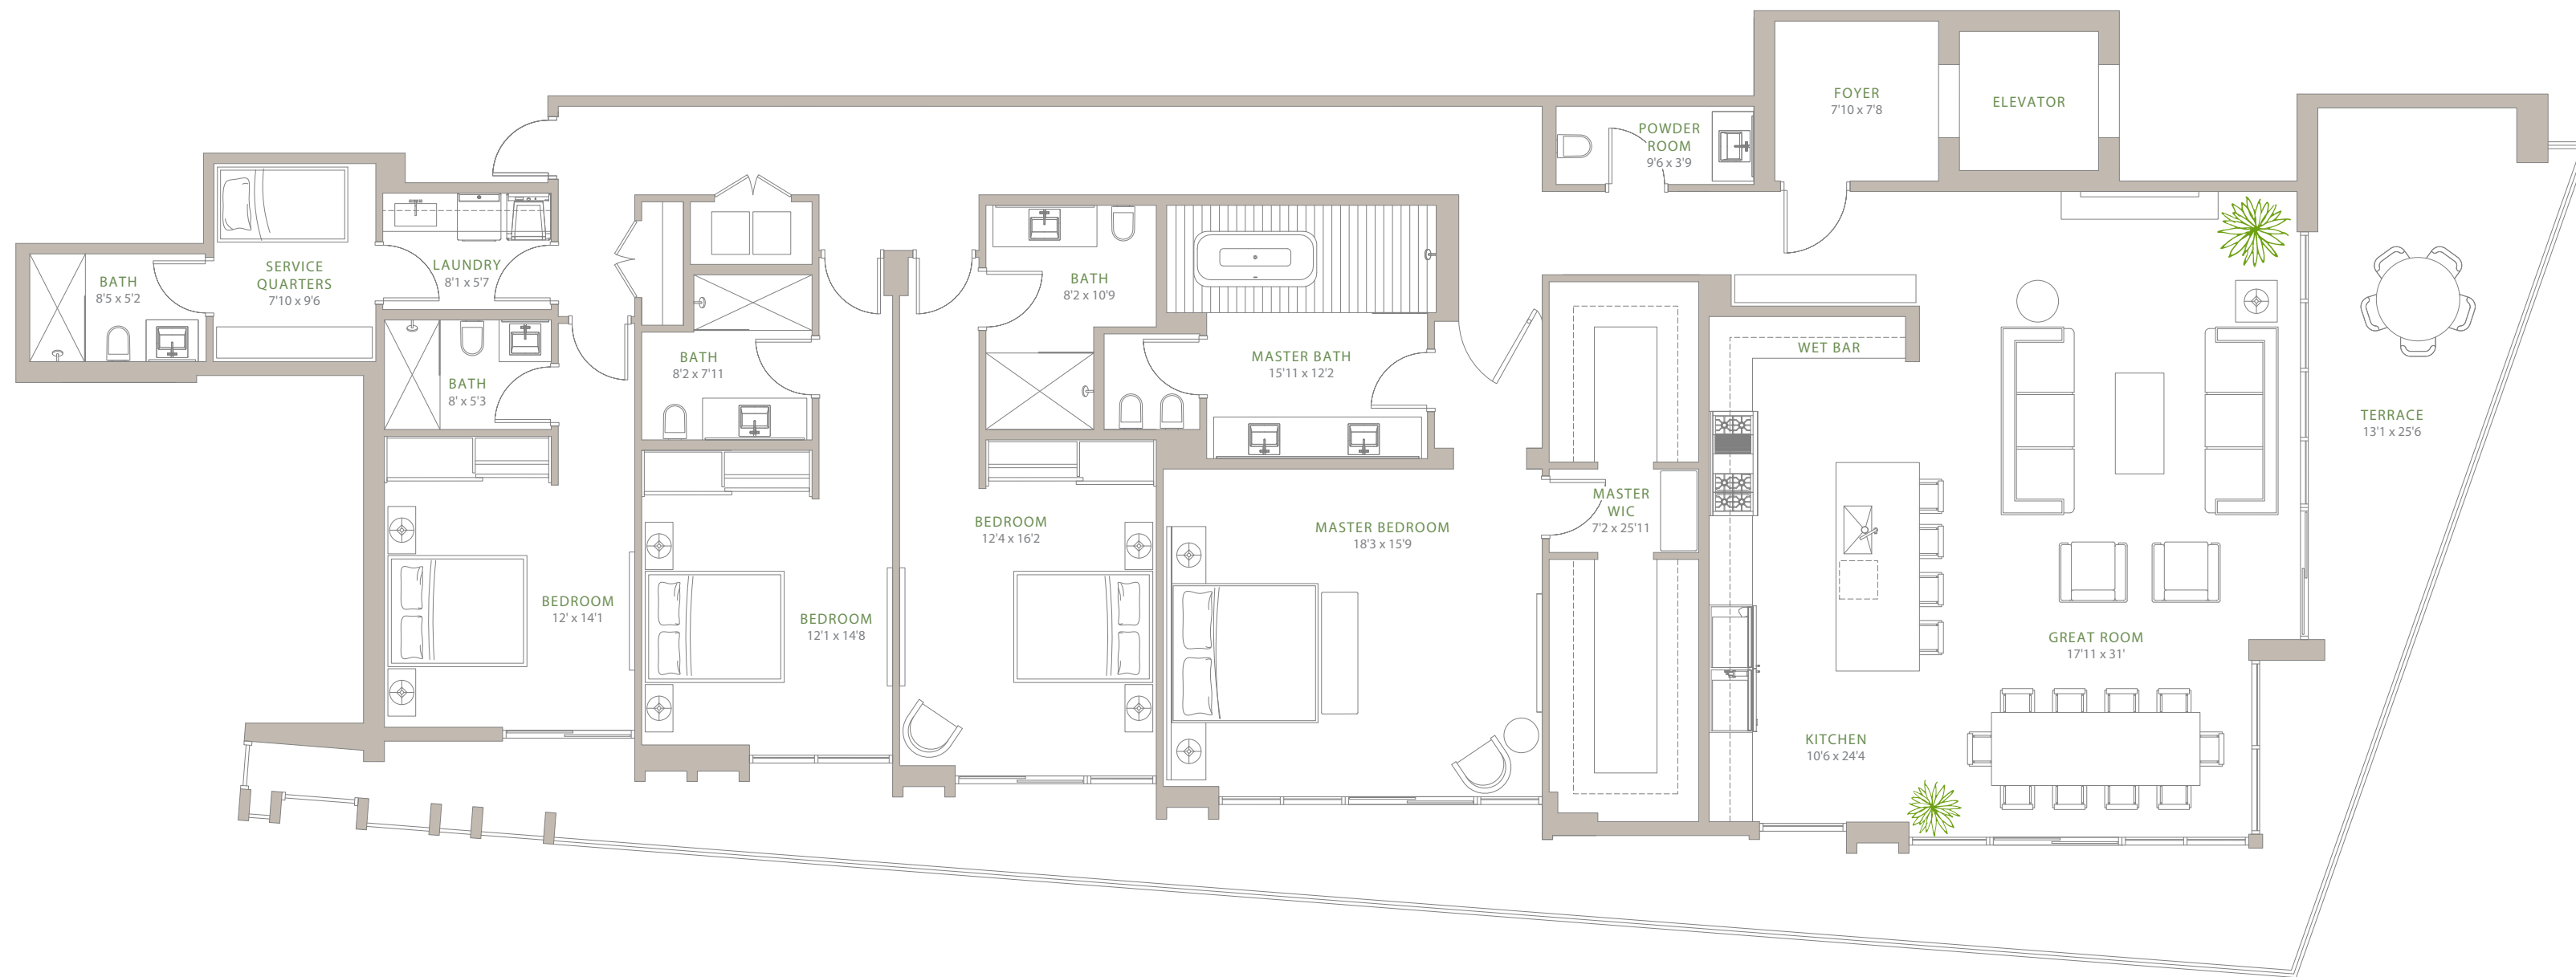 FOYER
7'10 x 7'8
ELEVATOR
POWDER
ROOM
9'6 x 3'9
SERVICE
QUARTERS
7'10 x 9'6
LAUNDRY
8'1 x 5'7
BATH
8'5 x 5'2
BATH
8'2 x 10'9
BATH
8' x 5'3
BATH
8'2 x 7'11
MASTER BATH
15'11 x 12'2
WET BAR
TERRACE
13'1 x 25'6
MASTER
WIC
7'2 x 25'11
BEDROOM
12'4 x 16'2
MASTER BEDROOM
18'3 x 15'9
BEDROOM
12' x 14'1
BEDROOM
12'1 x 14'8
GREAT ROOM
17'11 x 31'
KITCHEN
10'6 x 24'4